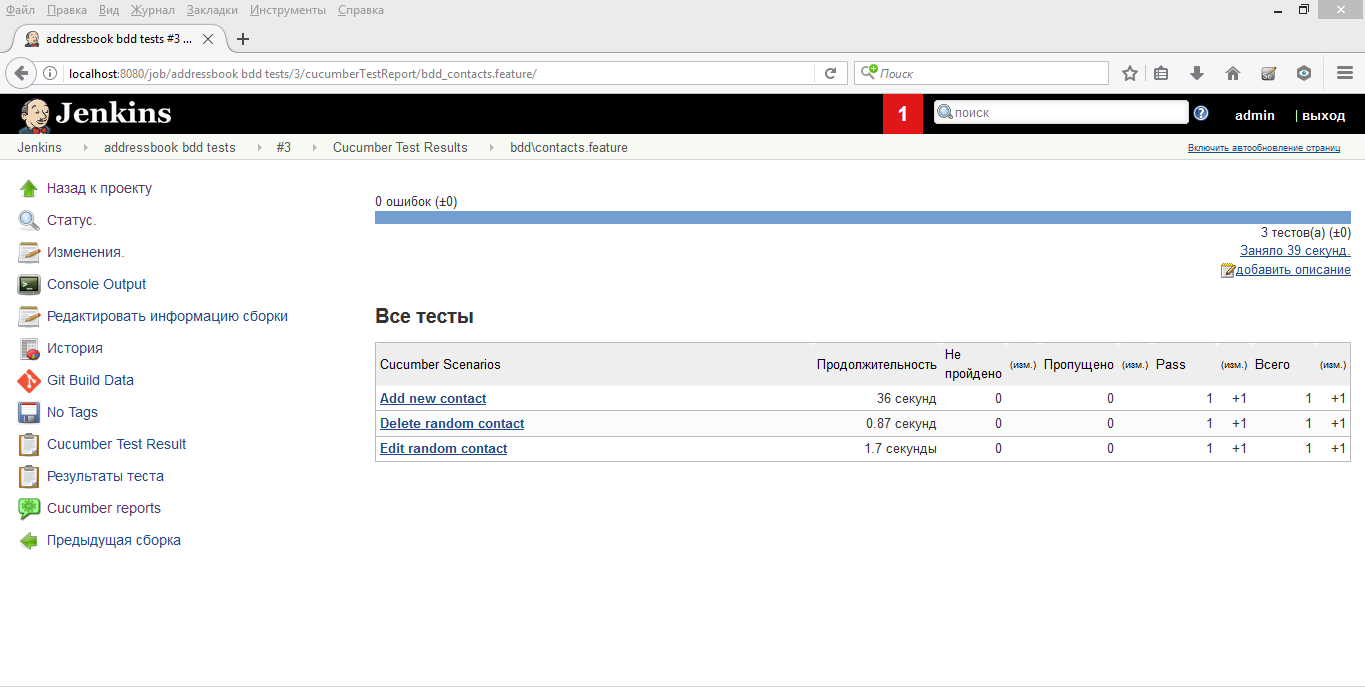 Файл Правка Вид Журнал Закладки Инструменты Справка
addressbook bdd tests #3 ...
localhost:8080/job/addressbook bdd tests/3/cucumberTestReport/bdd_contacts.feature/
Поиск
Jenkins
1
поиск
admin
| выход
Jenkins
addressbook bdd tests
#3
Cucumber Test Results
bdd\contacts.feature
Включить автообновление страниц
Назад к проекту
Статус.
Изменения.
Console Output
Редактировать информацию сборки
История
Git Build Data
No Tags
Cucumber Test Result
Результаты теста
Cucumber reports
Предыдущая сборка
0 ошибок (±0)
3 тестов(а) (±0)
Заняло 39 секунд.
добавить описание
Все тесты
Cucumber Scenarios Продолжительность Не пройдено (изм.) Пропущено (изм.) Pass (изм.) Всего (изм.)
Add new contact 36 секунд 0 0 1 +1 1 +1
Delete random contact 0.87 секунд 0 0 1 +1 1 +1
Edit random contact 1.7 секунды 0 0 1 +1 1 +1